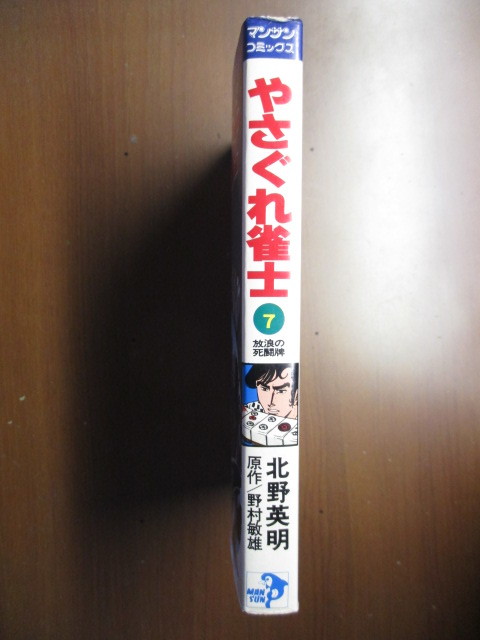 マンサン
コミックス
やさぐれ雀士
7
放浪の
死闘牌
北野英明
原作/野村敏雄
MAN
SUN